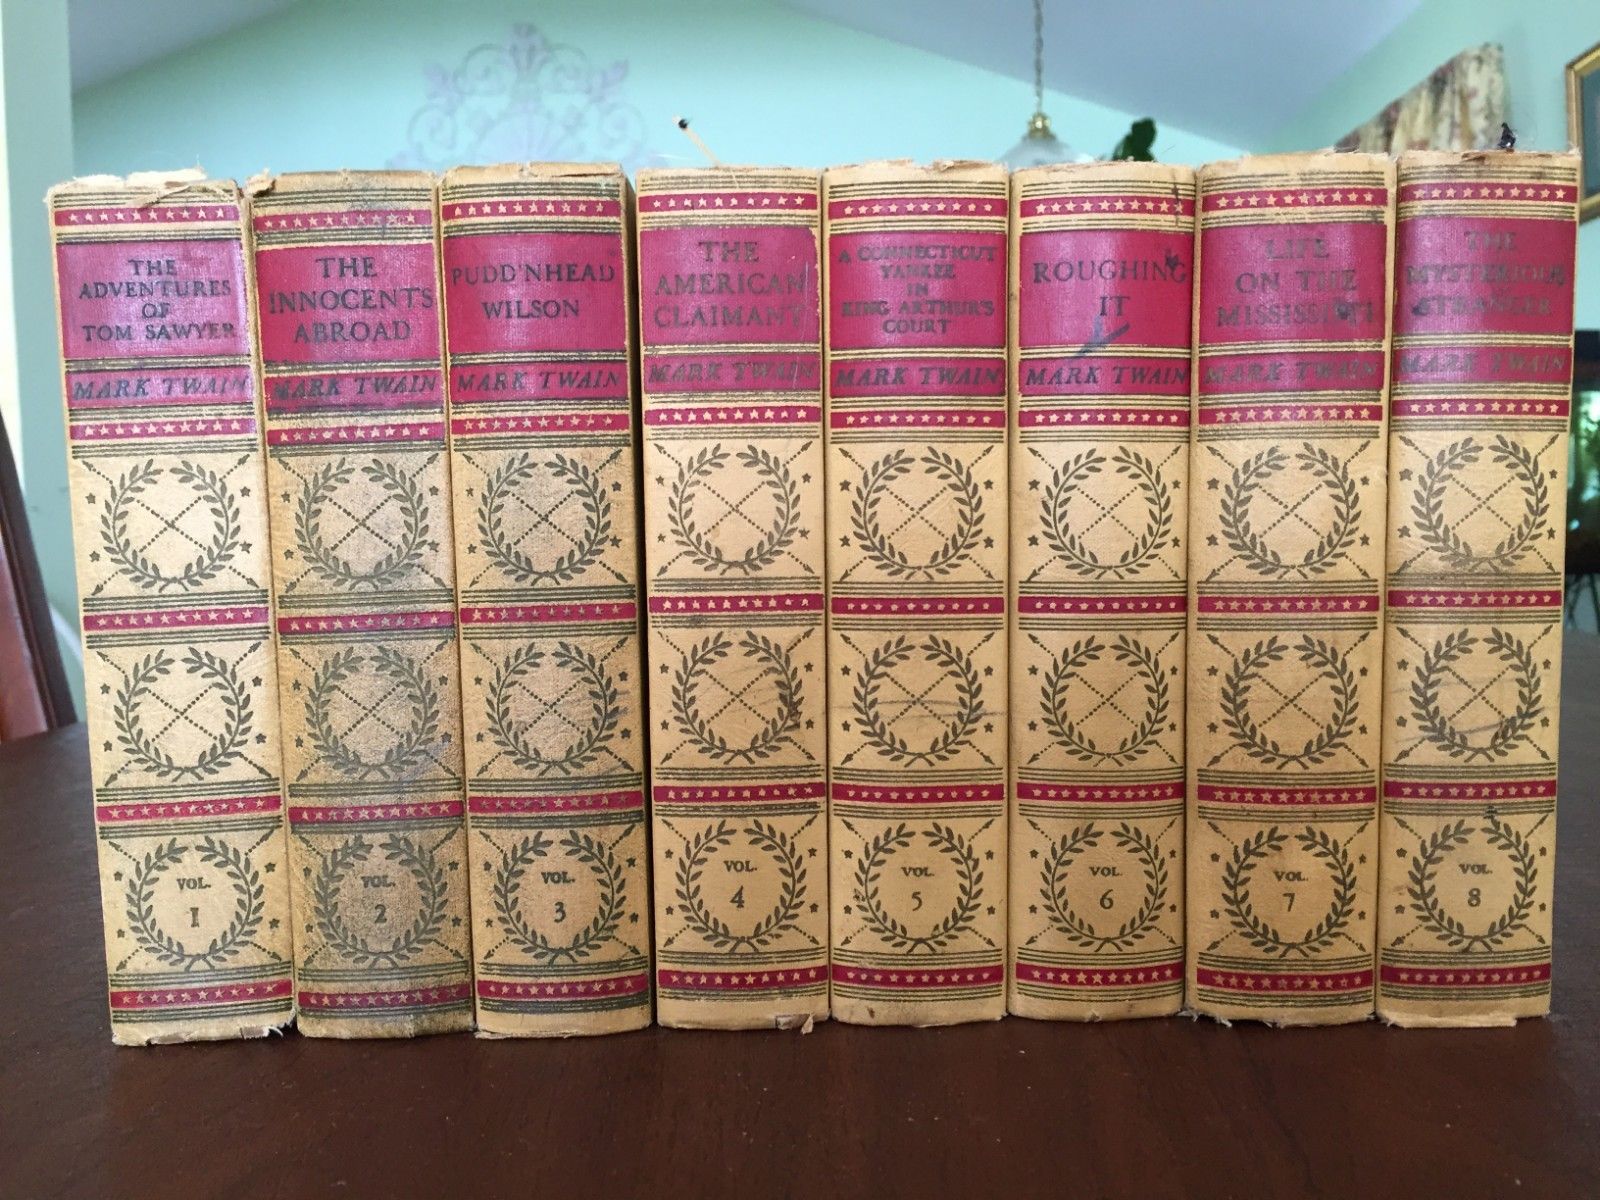 THE
ADVENTURES
OF
TOM SAWYER
MARK TWAIN
VOL.
1
THE
INNOCENTS
ABROAD
MARK TWAIN
VOL.
2
PUDD'NHEAD
WILSON
MARK TWAIN
VOL.
3
THE
AMERICAN
CLAIMANT
MARK TWAIN
VOL.
4
A CONNECTICUT
YANKEE
IN
KING ARTHUR'S
COURT
MARK TWAIN
VOL.
5
ROUGHING
IT
MARK TWAIN
VOL.
6
LIFE
ON THE
MISSISSIPPI
MARK TWAIN
VOL.
7
THE
MYSTERIOUS
STRANGER
MARK TWAIN
VOL.
8